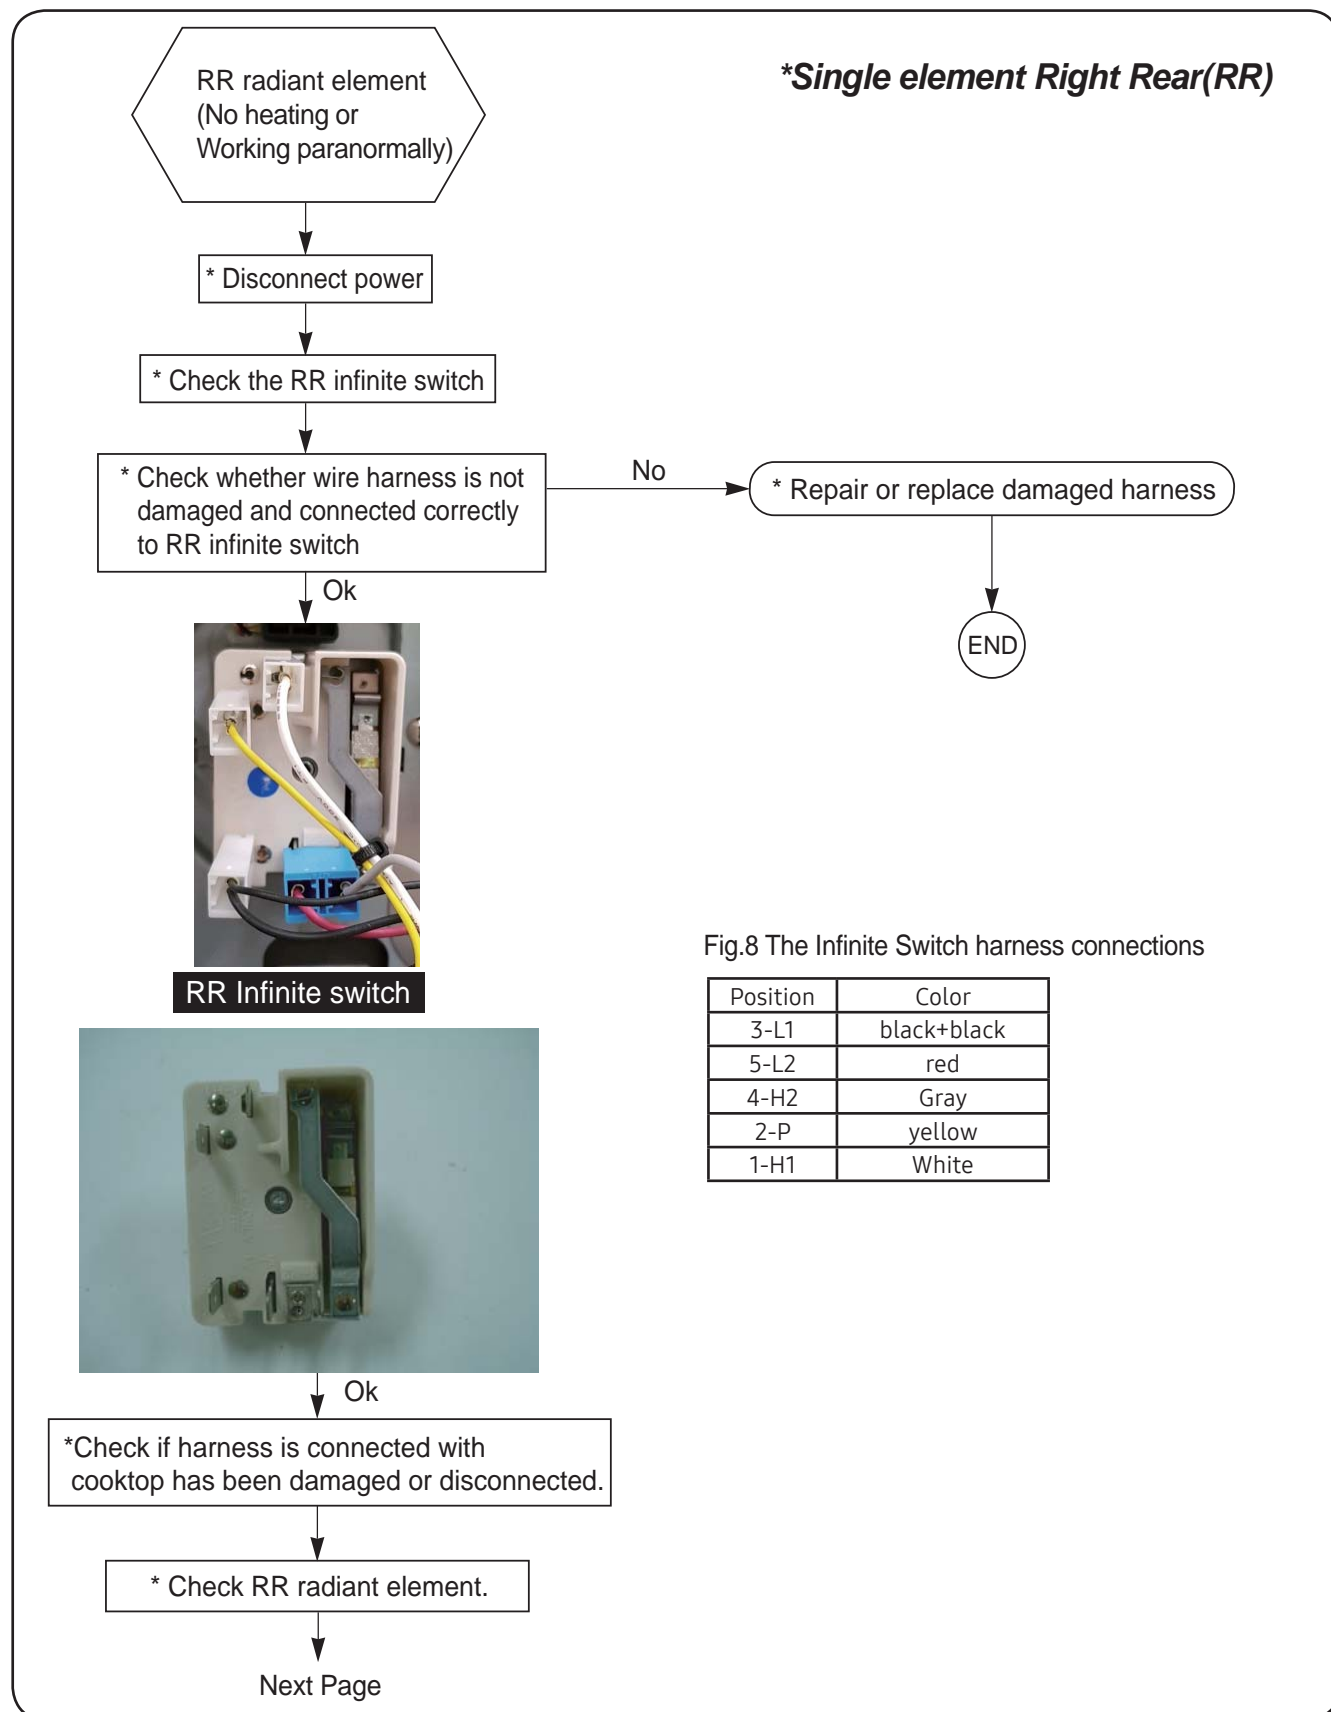 *Single element Right Rear(RR)
RR radiant element
(No heating or
Working paranormally)
* Disconnect power
* Check the RR infinite switch
* Check whether wire harness is not
damaged and connected correctly
to RR infinite switch
No
* Repair or replace damaged harness
END
Ok
RR Infinite switch
Fig.8 The Infinite Switch harness connections
Position Color
3-L1 black+black
5-L2 red
4-H2 Gray
2-P yellow
1-H1 White
Ok
*Check if harness is connected with
cooktop has been damaged or disconnected.
* Check RR radiant element.
Next Page